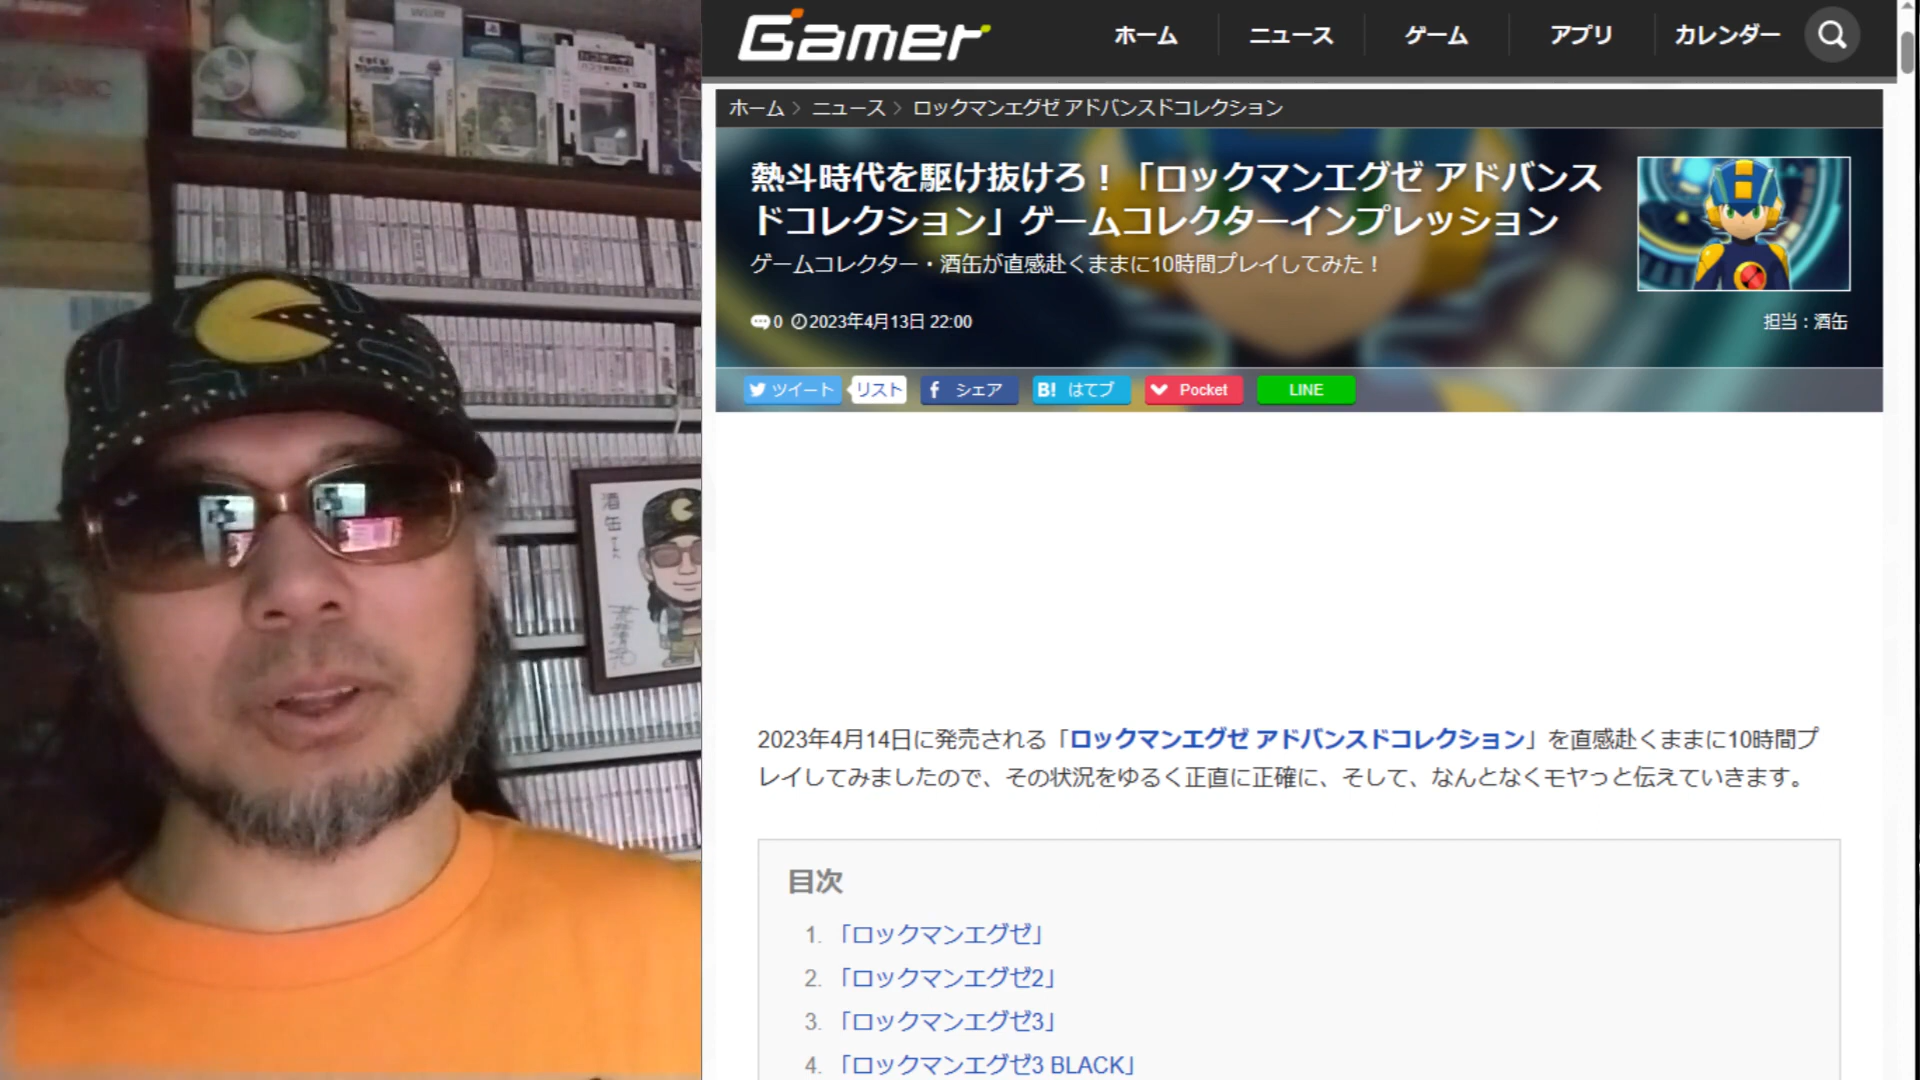 Gamer
ホーム
ニュース
ゲーム
アプリ
カレンダー
ホーム > ニュース > ロックマンエグゼ アドバンスドコレクション
熱斗時代を駆け抜けろ！「ロックマンエグゼ アドバンス
ドコレクション」ゲームコレクターインプレッション
ゲームコレクター・酒缶が直感赴くままに10時間プレイしてみた！
0 2023年4月13日 22:00
担当：酒缶
ツイート
リスト
シェア
B! はてブ
Pocket
LINE
2023年4月14日に発売される「ロックマンエグゼ アドバンスドコレクション」を直感赴くままに10時間プ
レイしてみましたので、その状況をゆるく正直に正確に、そして、なんとなくモヤっと伝えていきます。
目次
1. 「ロックマンエグゼ」
2. 「ロックマンエグゼ2」
3. 「ロックマンエグゼ3」
4. 「ロックマンエグゼ3 BLACK」
amiibo
BASIC
酒缶